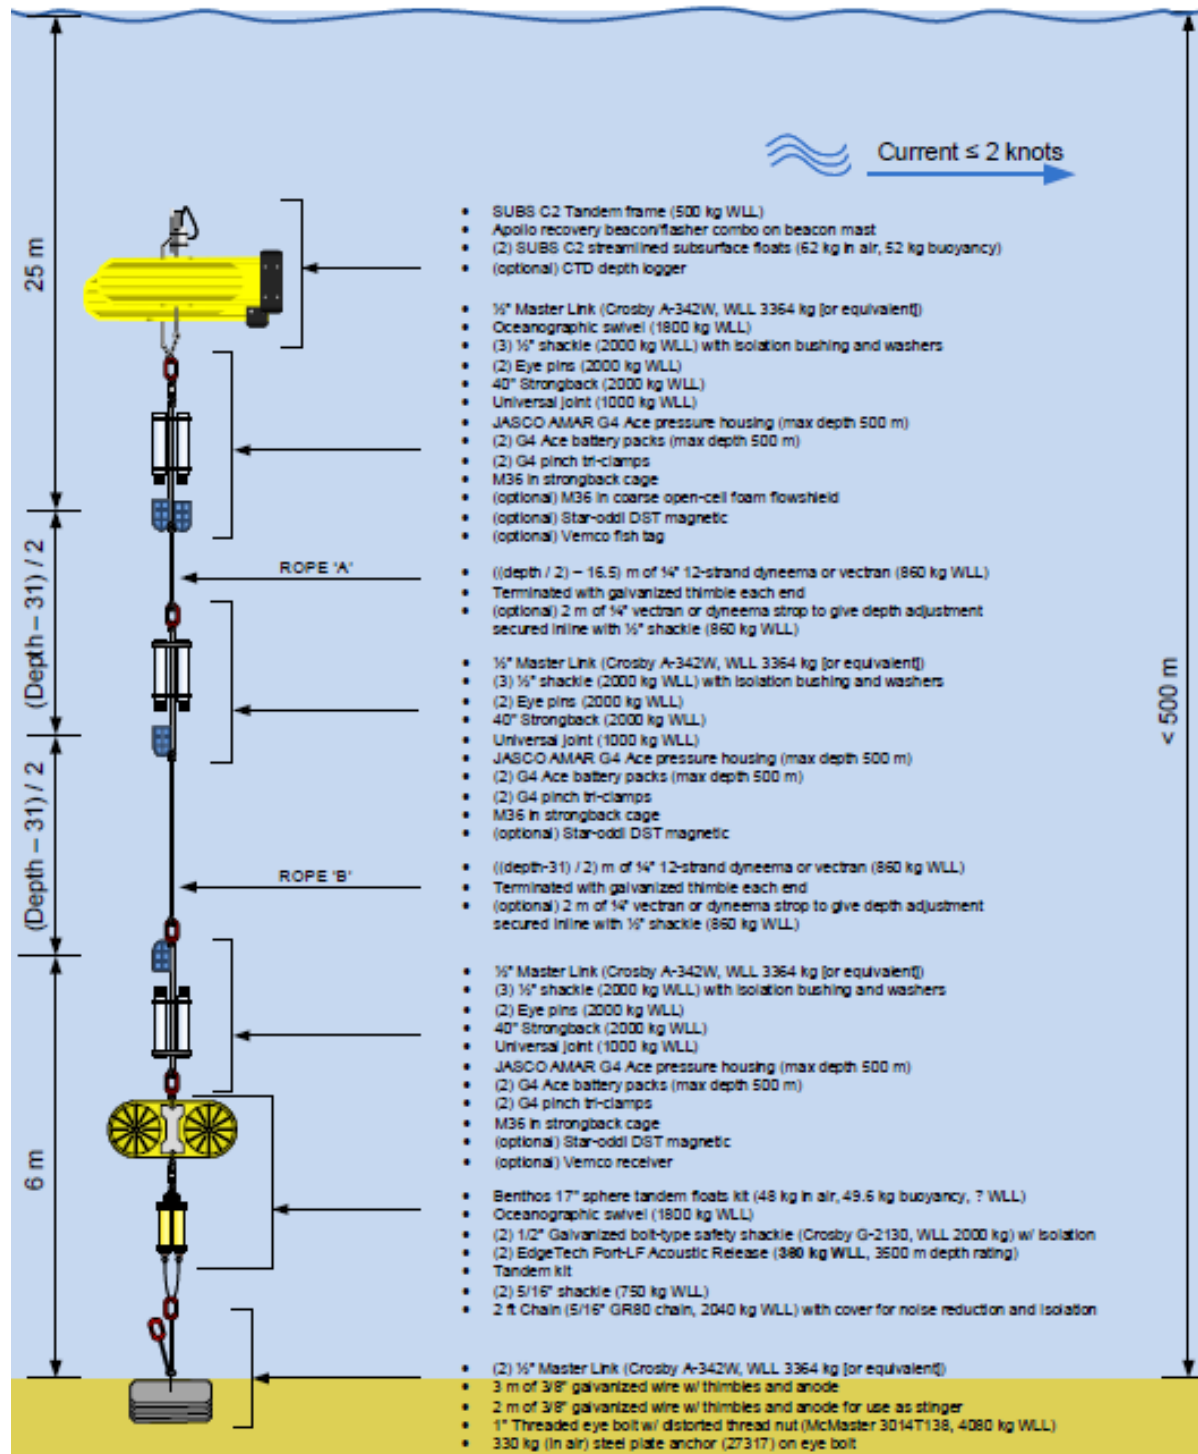 Current ≤ 2 knots
25 m
(Depth – 31) / 2
(Depth – 31) / 2
6 m
< 500 m
• SUBS C2 Tandem frame (500 kg WLL)
• Apollo recovery beacon/flasher combo on beacon mast
• (2) SUBS C2 streamlined subsurface floats (62 kg in air, 52 kg buoyancy)
• (optional) CTD depth logger
• ½" Master Link (Crosby A-342W, WLL 3364 kg [or equivalent])
• Oceanographic swivel (1800 kg WLL)
• (3) ½" shackle (2000 kg WLL) with isolation bushing and washers
• (2) Eye pins (2000 kg WLL)
• 40" Strongback (2000 kg WLL)
• Universal joint (1000 kg WLL)
• JASCO AMAR G4 Ace pressure housing (max depth 500 m)
• (2) G4 Ace battery packs (max depth 500 m)
• (2) G4 pinch tri-clamps
• M36 in strongback cage
• (optional) M36 in coarse open-cell foam flowshield
• (optional) Star-oddi DST magnetic
• (optional) Vemco fish tag
ROPE 'A'
• ((depth / 2) – 16.5) m of ¼" 12-strand dyneema or vectran (860 kg WLL)
• Terminated with galvanized thimble each end
• (optional) 2 m of ¼" vectran or dyneema strop to give depth adjustment
secured inline with ½" shackle (860 kg WLL)
• ½" Master Link (Crosby A-342W, WLL 3364 kg [or equivalent])
• (3) ½" shackle (2000 kg WLL) with isolation bushing and washers
• (2) Eye pins (2000 kg WLL)
• 40" Strongback (2000 kg WLL)
• Universal joint (1000 kg WLL)
• JASCO AMAR G4 Ace pressure housing (max depth 500 m)
• (2) G4 Ace battery packs (max depth 500 m)
• (2) G4 pinch tri-clamps
• M36 in strongback cage
• (optional) Star-oddi DST magnetic
ROPE 'B'
• ((depth-31) / 2) m of ¼" 12-strand dyneema or vectran (860 kg WLL)
• Terminated with galvanized thimble each end
• (optional) 2 m of ¼" vectran or dyneema strop to give depth adjustment
secured inline with ½" shackle (860 kg WLL)
• ½" Master Link (Crosby A-342W, WLL 3364 kg [or equivalent])
• (3) ½" shackle (2000 kg WLL) with isolation bushing and washers
• (2) Eye pins (2000 kg WLL)
• 40" Strongback (2000 kg WLL)
• Universal joint (1000 kg WLL)
• JASCO AMAR G4 Ace pressure housing (max depth 500 m)
• (2) G4 Ace battery packs (max depth 500 m)
• (2) G4 pinch tri-clamps
• M36 in strongback cage
• (optional) Star-oddi DST magnetic
• (optional) Vemco receiver
• Benthos 17" sphere tandem floats kit (48 kg in air, 49.6 kg buoyancy, ? WLL)
• Oceanographic swivel (1800 kg WLL)
• (2) 1/2" Galvanized bolt-type safety shackle (Crosby G-2130, WLL 2000 kg) w/ isolation
• (2) EdgeTech Port-LF Acoustic Release (380 kg WLL, 3500 m depth rating)
• Tandem kit
• (2) 5/16" shackle (750 kg WLL)
• 2 ft Chain (5/16" GR80 chain, 2040 kg WLL) with cover for noise reduction and isolation
• (2) ½" Master Link (Crosby A-342W, WLL 3364 kg [or equivalent])
• 3 m of 3/8" galvanized wire w/ thimbles and anode
• 2 m of 3/8" galvanized wire w/ thimbles and anode for use as stinger
• 1" Threaded eye bolt w/ distorted thread nut (McMaster 3014T138, 4080 kg WLL)
• 330 kg (in air) steel plate anchor (27317) on eye bolt